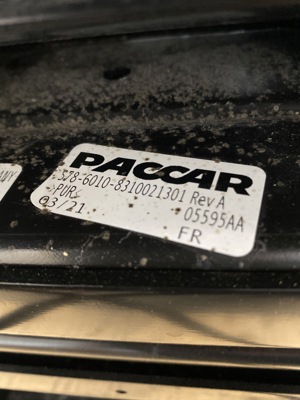 PACCAR
S78-6010-8310021301 Rev A
PUR
05595AA
03/21
FR